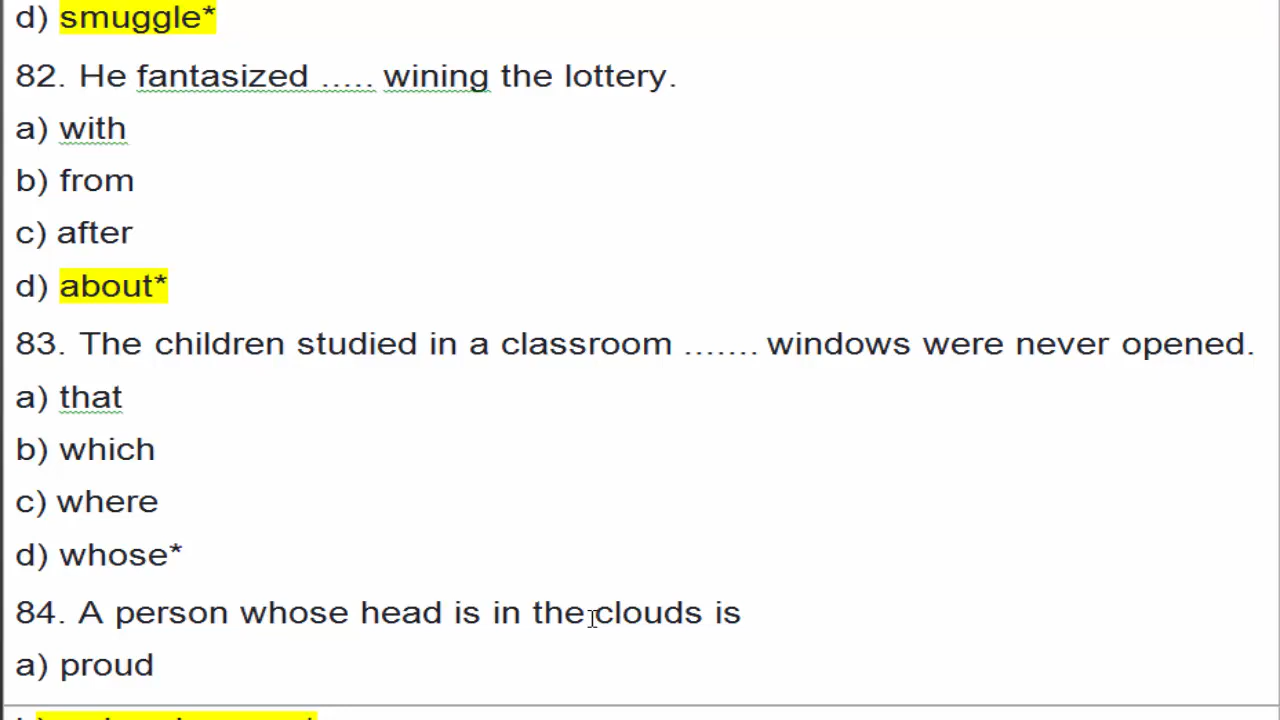 d) smuggle*
82. He fantasized ..... wining the lottery.
a) with
b) from
c) after
d) about*
83. The children studied in a classroom ....... windows were never opened.
a) that
b) which
c) where
d) whose*
84. A person whose head is in the clouds is
a) proud